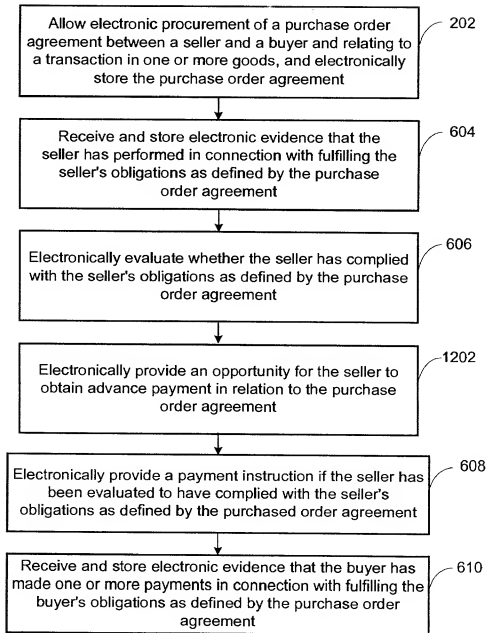 Allow electronic procurement of a purchase order
agreement between a seller and a buyer and relating to
a transaction in one or more goods, and electronically
store the purchase order agreement
202
Receive and store electronic evidence that the
seller has performed in connection with fulfilling the
seller's obligations as defined by the purchase
order agreement
604
Electronically evaluate whether the seller has complied
with the seller's obligations as defined by the purchase
order agreement
606
Electronically provide an opportunity for the seller to
obtain advance payment in relation to the purchase
order agreement
1202
Electronically provide a payment instruction if the seller has
been evaluated to have complied with the seller's
obligations as defined by the purchased order agreement
608
Receive and store electronic evidence that the buyer has
made one or more payments in connection with fulfilling the
buyer's obligations as defined by the purchase order
agreement
610